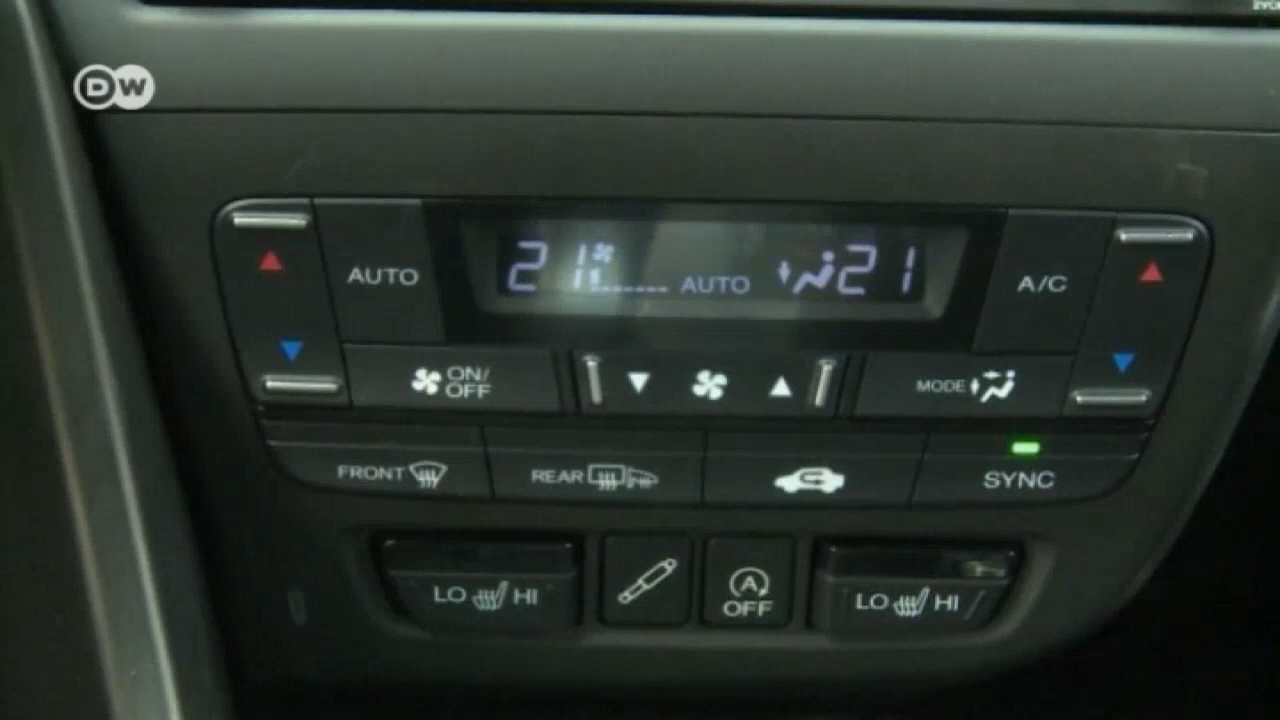 DW
AUTO
21 AUTO 21
A/C
ON/
OFF
MODE
FRONT
REAR
SYNC
LO HI
A
OFF
LO HI